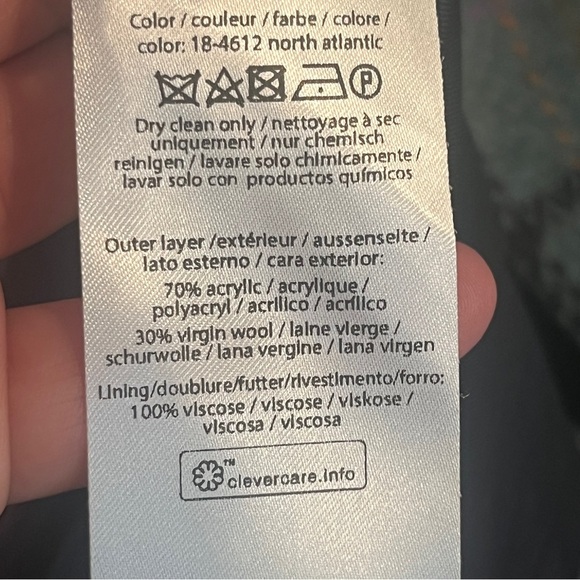 Color / couleur / farbe / colore /
color: 18-4612 north atlantic
P
Dry clean only / nettoyage à sec
uniquement / nur chemisch
reinigen / lavare solo chimicamente /
lavar solo con productos químicos
Outer layer /extérieur / aussenseite /
lato esterno / cara exterior:
70% acrylic / acrylique /
polyacryl / acrilico / acrílico
30% virgin wool / laine vierge /
schurwolle / lana vergine / lana virgen
Lining/doublure/futter/rivestimento/forro:
100% viscose / viscose / viskose /
viscosa / viscosa
TM
clevercare.info